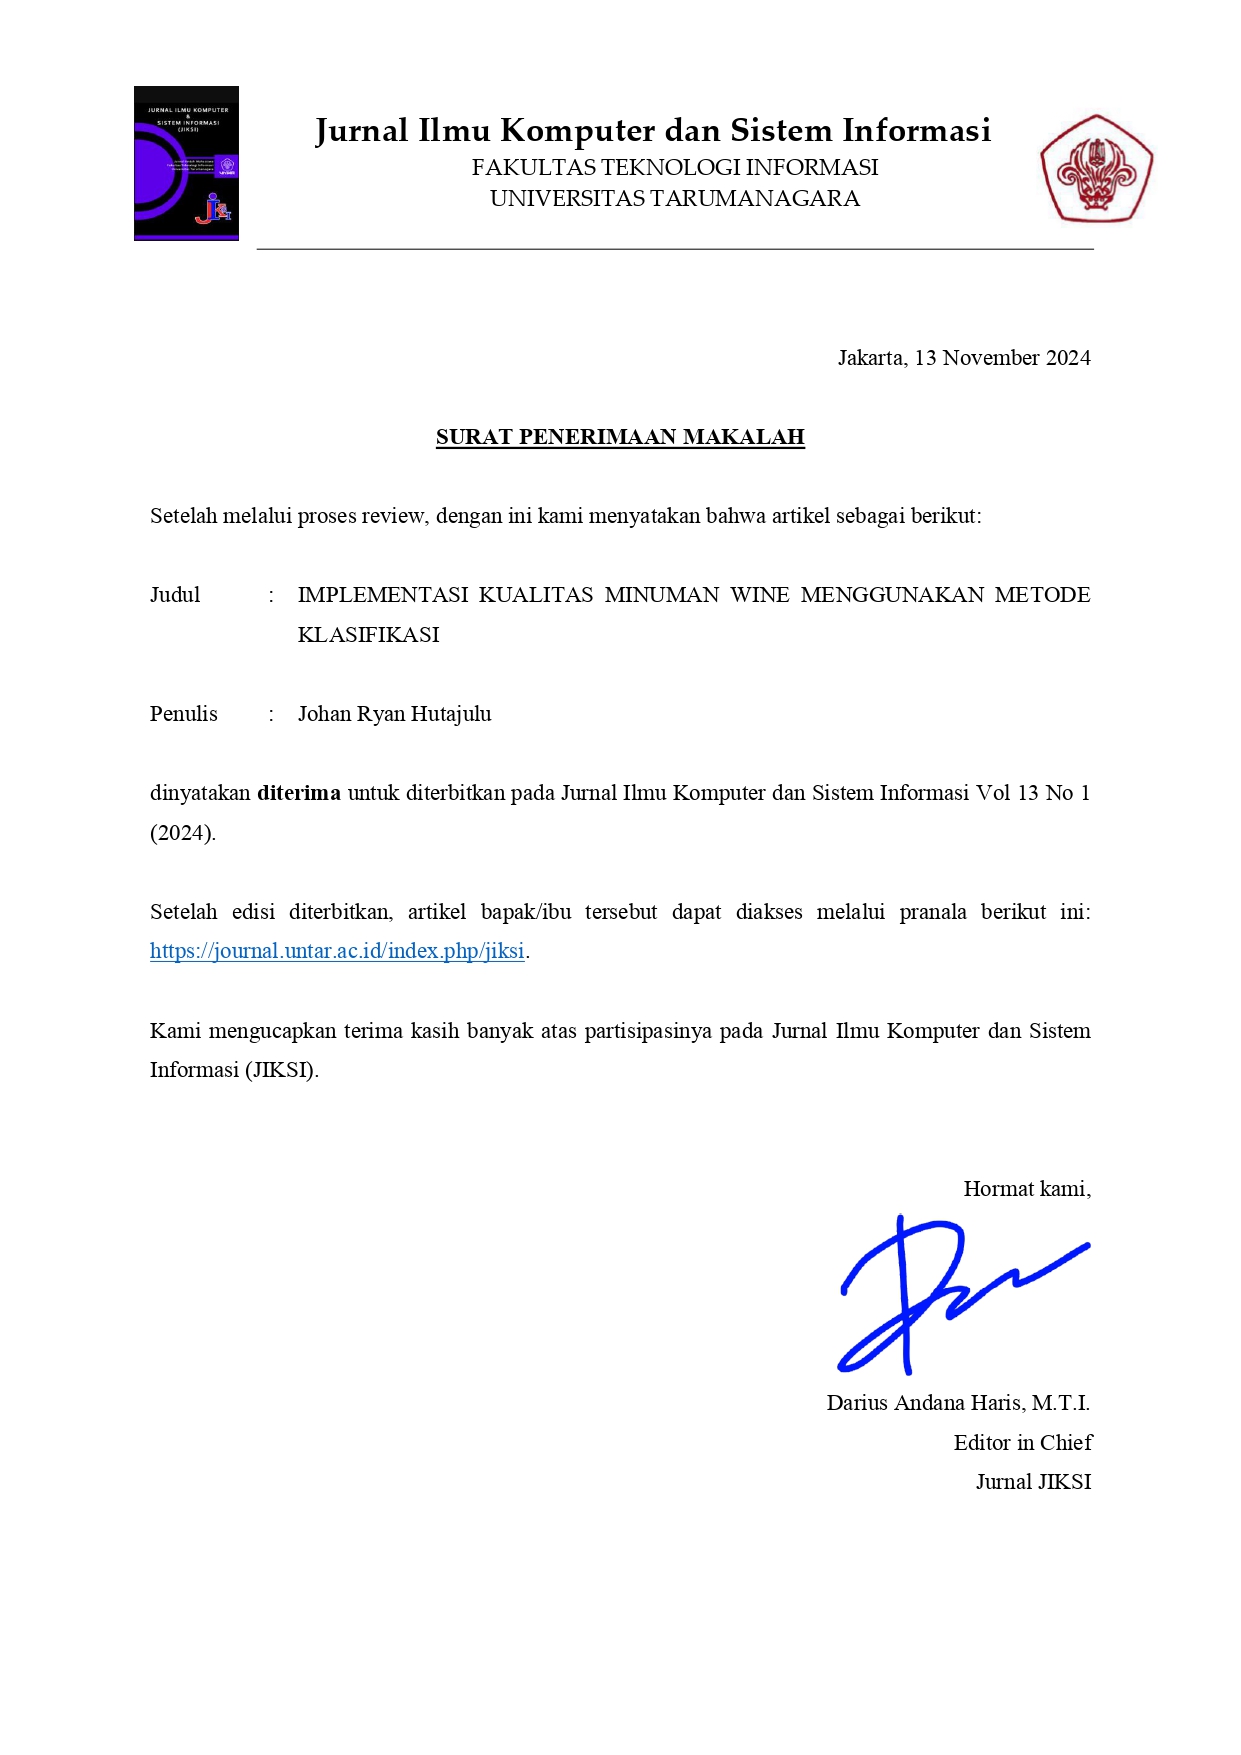 JURNAL ILMU KOMPUTER
&
SISTEM INFORMASI
(JIKSI)
Jurnal Ilmu Komputer dan Sistem Informasi
FAKULTAS TEKNOLOGI INFORMASI
UNIVERSITAS TARUMANAGARA
Jakarta, 13 November 2024
SURAT PENERIMAAN MAKALAH
Setelah melalui proses review, dengan ini kami menyatakan bahwa artikel sebagai berikut:
Judul : IMPLEMENTASI KUALITAS MINUMAN WINE MENGGUNAKAN METODE
KLASIFIKASI
Penulis : Johan Ryan Hutajulu
dinyatakan diterima untuk diterbitkan pada Jurnal Ilmu Komputer dan Sistem Informasi Vol 13 No 1
(2024).
Setelah edisi diterbitkan, artikel bapak/ibu tersebut dapat diakses melalui pranala berikut ini:
https://journal.untar.ac.id/index.php/jiksi.
Kami mengucapkan terima kasih banyak atas partisipasinya pada Jurnal Ilmu Komputer dan Sistem
Informasi (JIKSI).
Hormat kami,
Darius Andana Haris, M.T.I.
Editor in Chief
Jurnal JIKSI